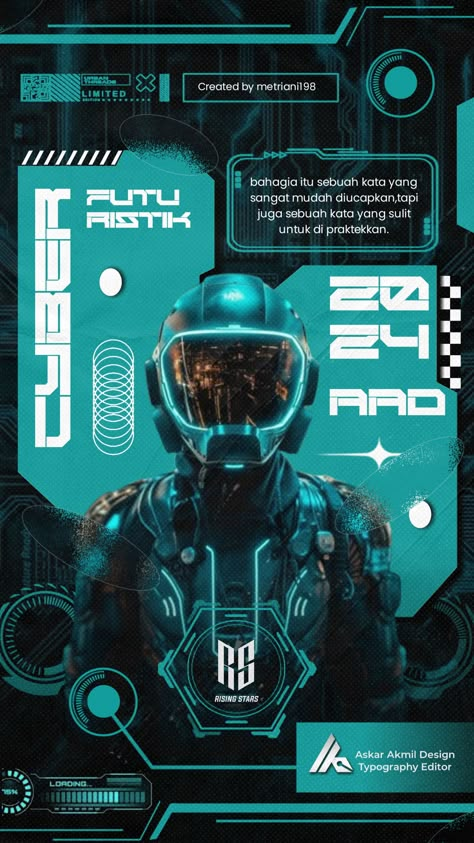 URBAN
THREADS
LIMITED
EDITION
Created by metriani198
bahagia itu sebuah kata yang
sangat mudah diucapkan,tapi
juga sebuah kata yang sulit
untuk di praktekkan.
CYBER
FUTU
RISTIK
20
24
AAD
RS
RISING STARS
Askar Akmil Design
Typography Editor
LOADING...
15%